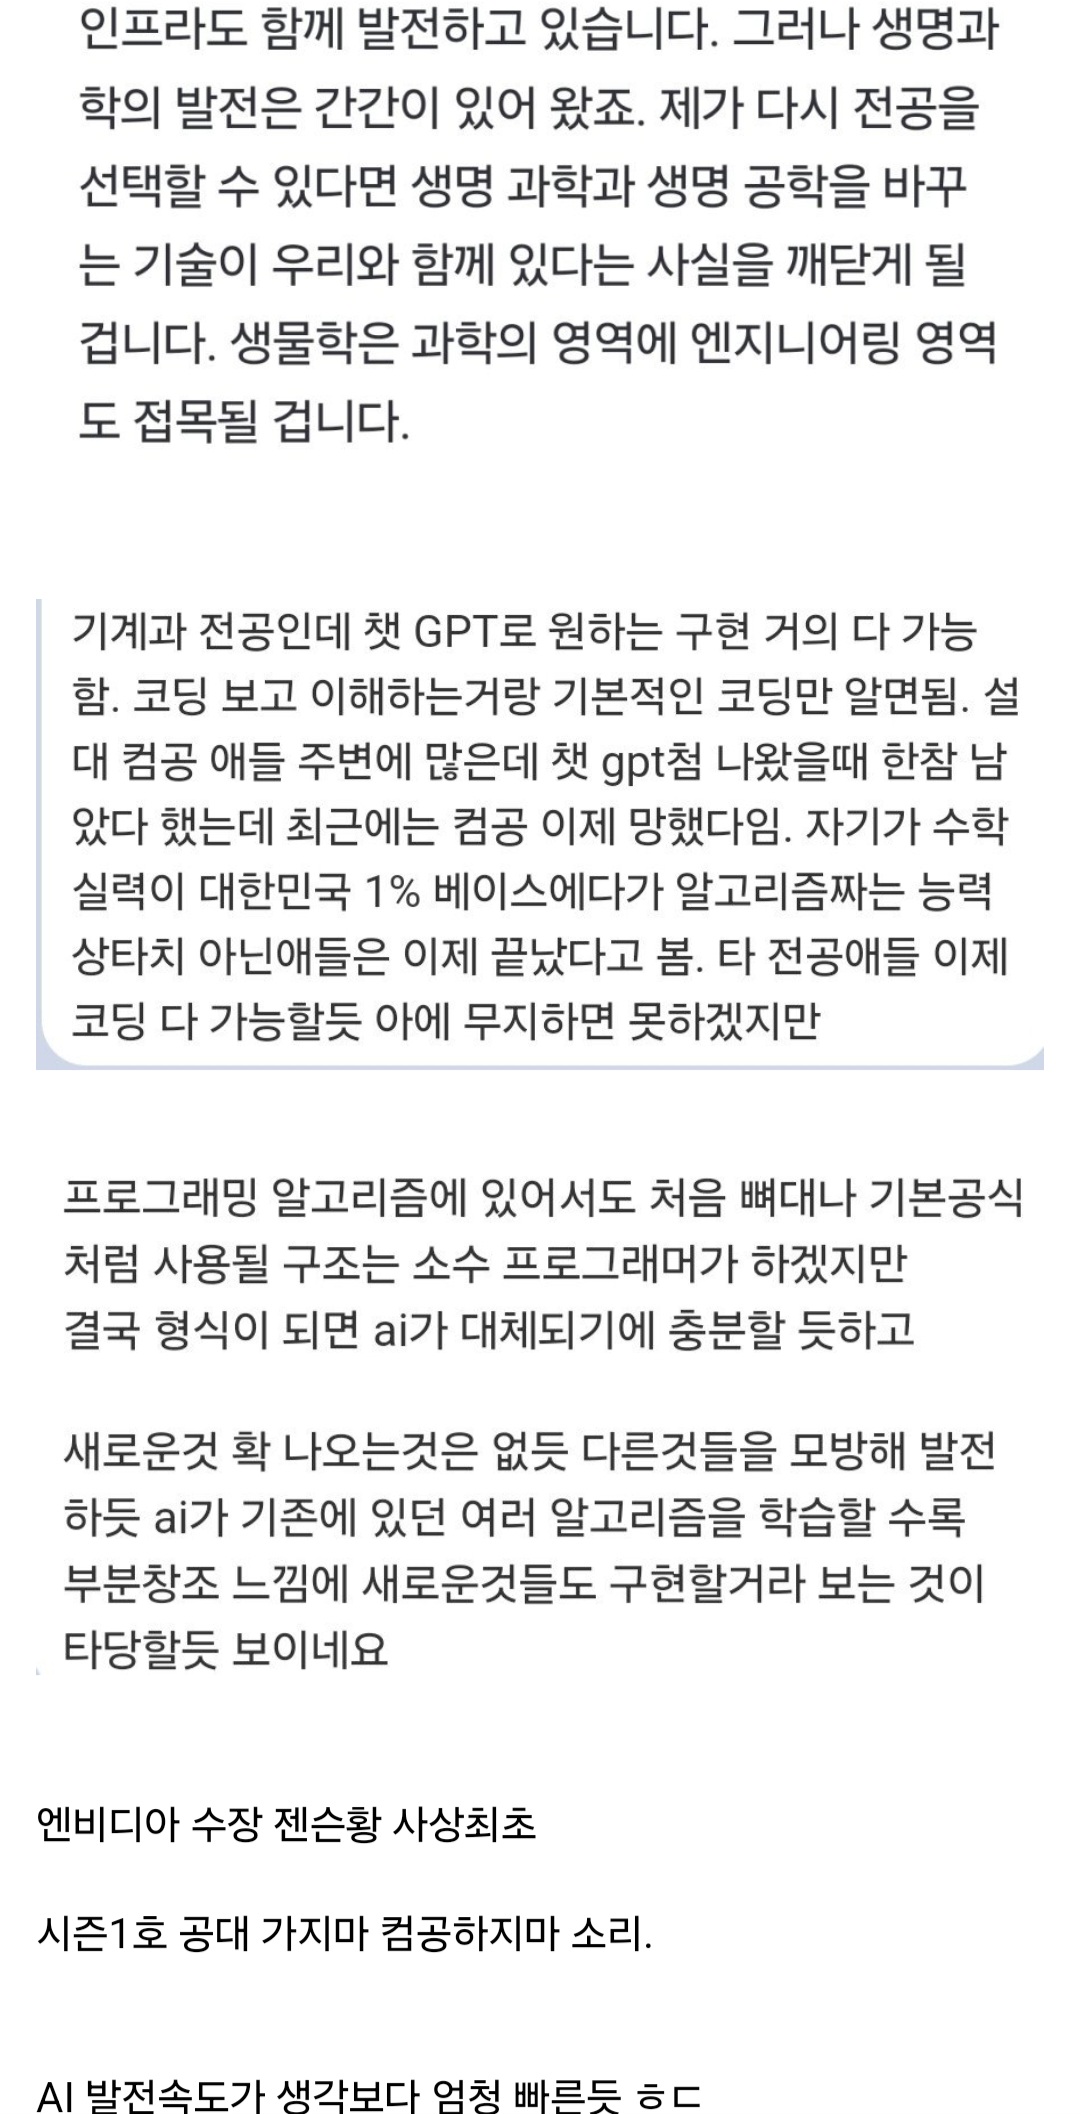 인프라도 함께 발전하고 있습니다. 그러나 생명과
학의 발전은 간간이 있어 왔죠. 제가 다시 전공을
선택할 수 있다면 생명 과학과 생명 공학을 바꾸
는 기술이 우리와 함께 있다는 사실을 깨닫게 될
겁니다. 생물학은 과학의 영역에 엔지니어링 영역
도 접목될 겁니다.
기계과 전공인데 챗 GPT로 원하는 구현 거의 다 가능
함. 코딩 보고 이해하는거랑 기본적인 코딩만 알면됨. 설
대 컴공 애들 주변에 많은데 챗 gpt첨 나왔을때 한참 남
았다 했는데 최근에는 컴공 이제 망했다임. 자기가 수학
실력이 대한민국 1% 베이스에다가 알고리즘짜는 능력
상타치 아닌애들은 이제 끝났다고 봄. 타 전공애들 이제
코딩 다 가능할듯 아에 무지하면 못하겠지만
프로그래밍 알고리즘에 있어서도 처음 뼈대나 기본공식
처럼 사용될 구조는 소수 프로그래머가 하겠지만
결국 형식이 되면 ai가 대체되기에 충분할 듯하고
새로운것 확 나오는것은 없듯 다른것들을 모방해 발전
하듯 ai가 기존에 있던 여러 알고리즘을 학습할 수록
부분창조 느낌에 새로운것들도 구현할거라 보는 것이
타당할듯 보이네요
엔비디아 수장 젠슨황 사상최초
시즌1호 공대 가지마 컴공하지마 소리.
AI 발전속도가 생각보다 엄청 빠른듯 ㅎㄷ